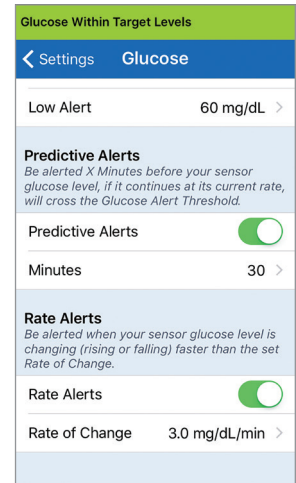 Glucose Within Target Levels
Settings Glucose
Low Alert 60 mg/dL
Predictive Alerts
Be alerted X Minutes before your sensor
glucose level, if it continues at its current rate,
will cross the Glucose Alert Threshold.
Predictive Alerts
Minutes 30
Rate Alerts
Be alerted when your sensor glucose level is
changing (rising or falling) faster than the set
Rate of Change.
Rate Alerts
Rate of Change 3.0 mg/dL/min